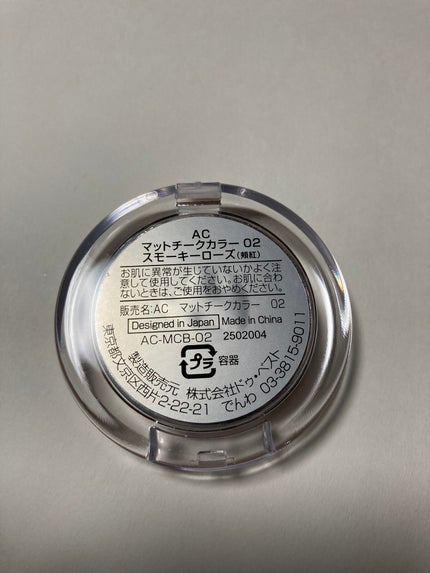 AC
マットチークカラー 02
スモーキーローズ(頬紅)
お肌に異常が生じていないかよく注
意して使用してください。お肌に合わ
ないときは、ご使用をおやめください。
販売名:AC マットチークカラー 02
Designed in Japan Made in China
AC-MCB-02 2502004
プラ 容器
製造販売元 株式会社ドゥ・ベスト
東京都文京区西片2-22-21 でんわ 03-3815-9011